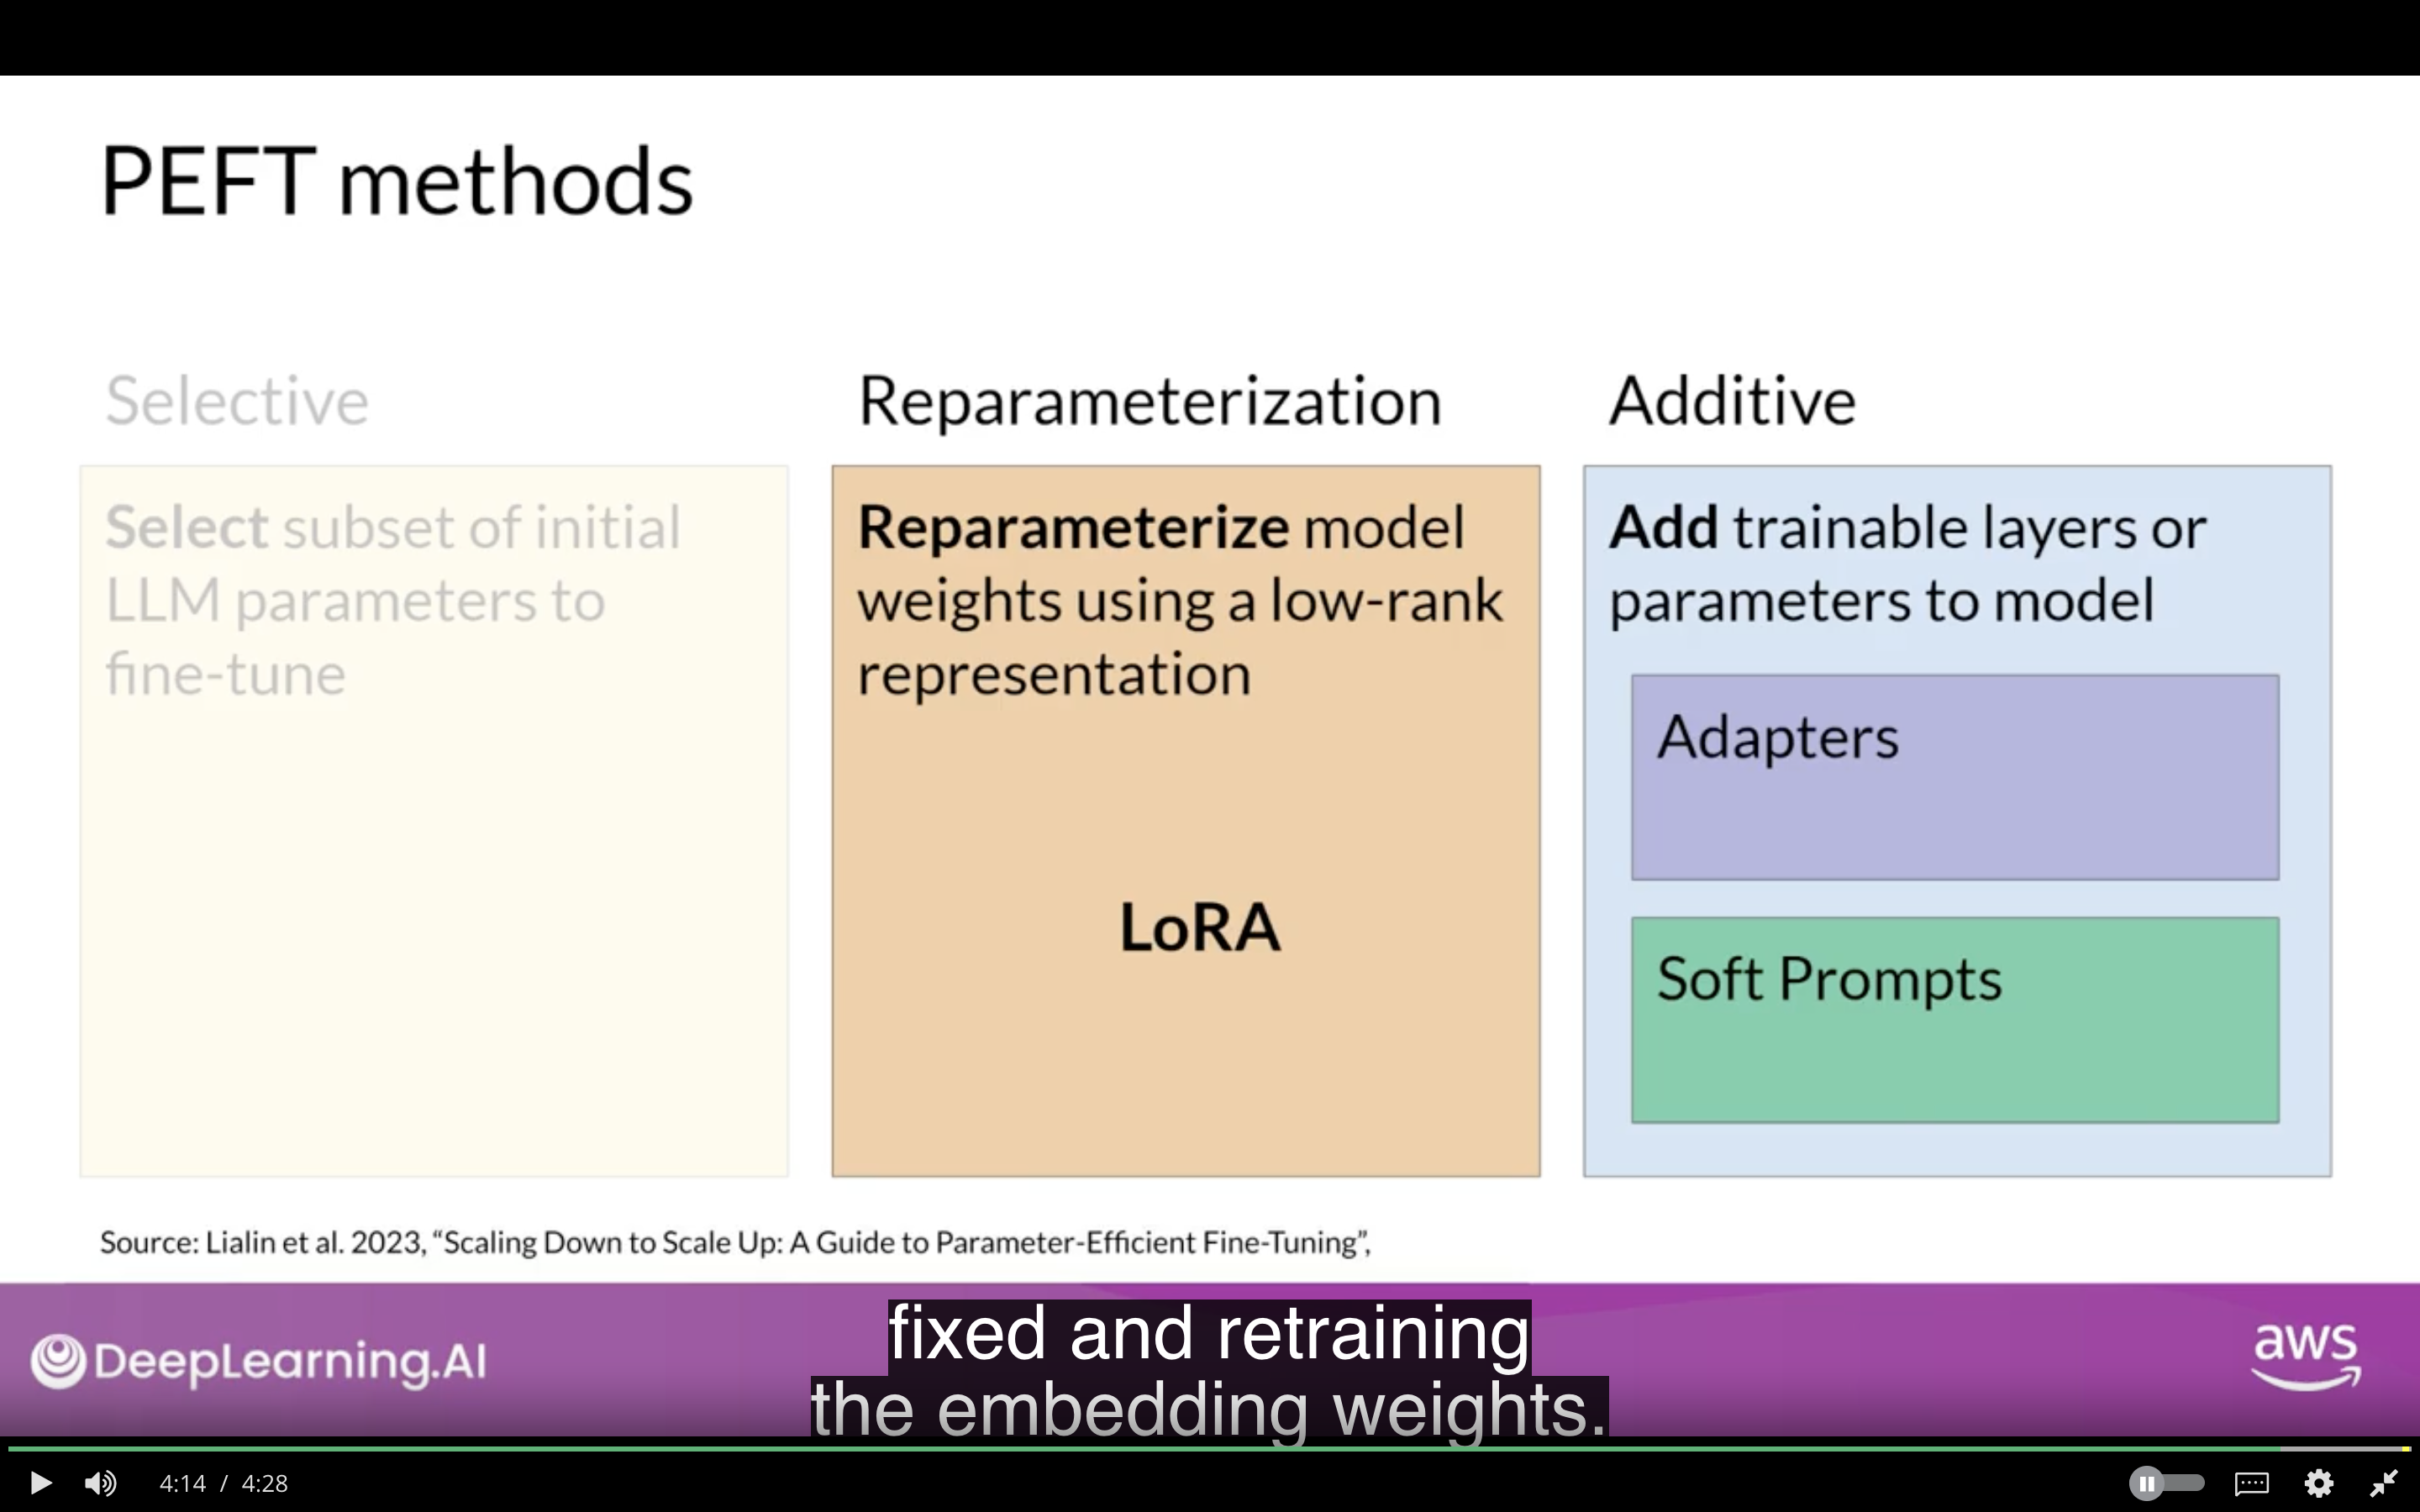 PEFT methods
Selective
Select subset of initial
LLM parameters to
fine-tune
Reparameterization
Reparameterize model
weights using a low-rank
representation
LoRA
Additive
Add trainable layers or
parameters to model
Adapters
Soft Prompts
Source: Lialin et al. 2023, “Scaling Down to Scale Up: A Guide to Parameter-Efficient Fine-Tuning”,
DeepLearning.AI
fixed and retraining
the embedding weights.
aws
4:14 / 4:28